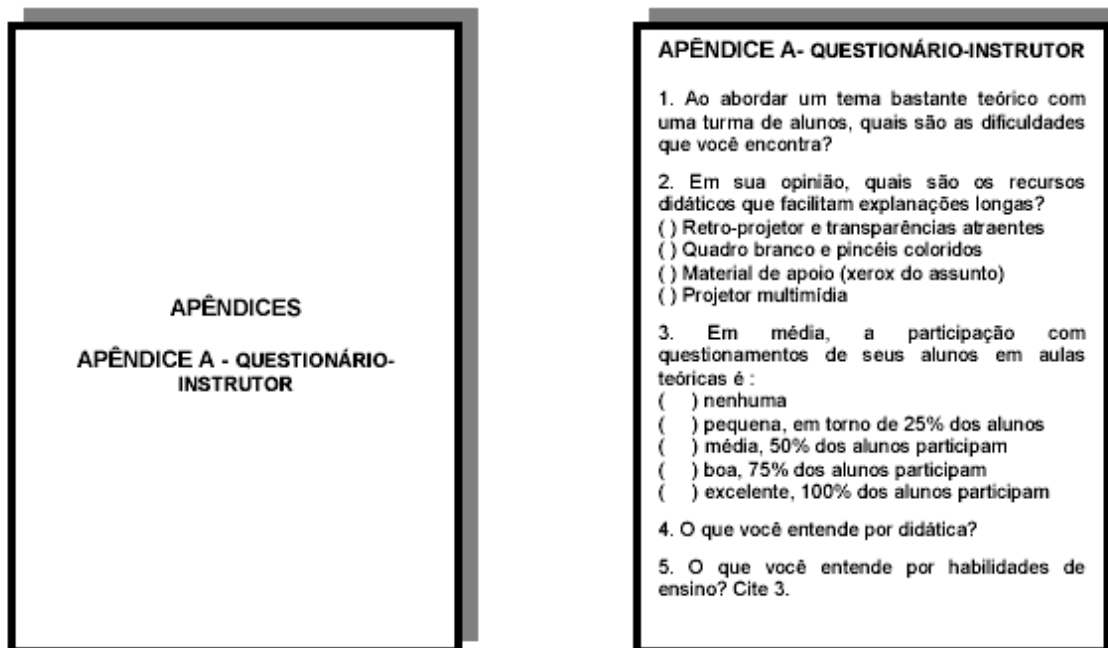 APÊNDICES
APÊNDICE A - QUESTIONÁRIO-
INSTRUTOR
APÊNDICE A- QUESTIONÁRIO-INSTRUTOR
1. Ao abordar um tema bastante teórico com
uma turma de alunos, quais são as dificuldades
que você encontra?
2. Em sua opinião, quais são os recursos
didáticos que facilitam explanações longas?
( ) Retro-projetor e transparências atraentes
( ) Quadro branco e pincéis coloridos
( ) Material de apoio (xerox do assunto)
( ) Projetor multimídia
3. Em média, a participação com
questionamentos de seus alunos em aulas
teóricas é :
( ) nenhuma
( ) pequena, em torno de 25% dos alunos
( ) média, 50% dos alunos participam
( ) boa, 75% dos alunos participam
( ) excelente, 100% dos alunos participam
4. O que você entende por didática?
5. O que você entende por habilidades de
ensino? Cite 3.